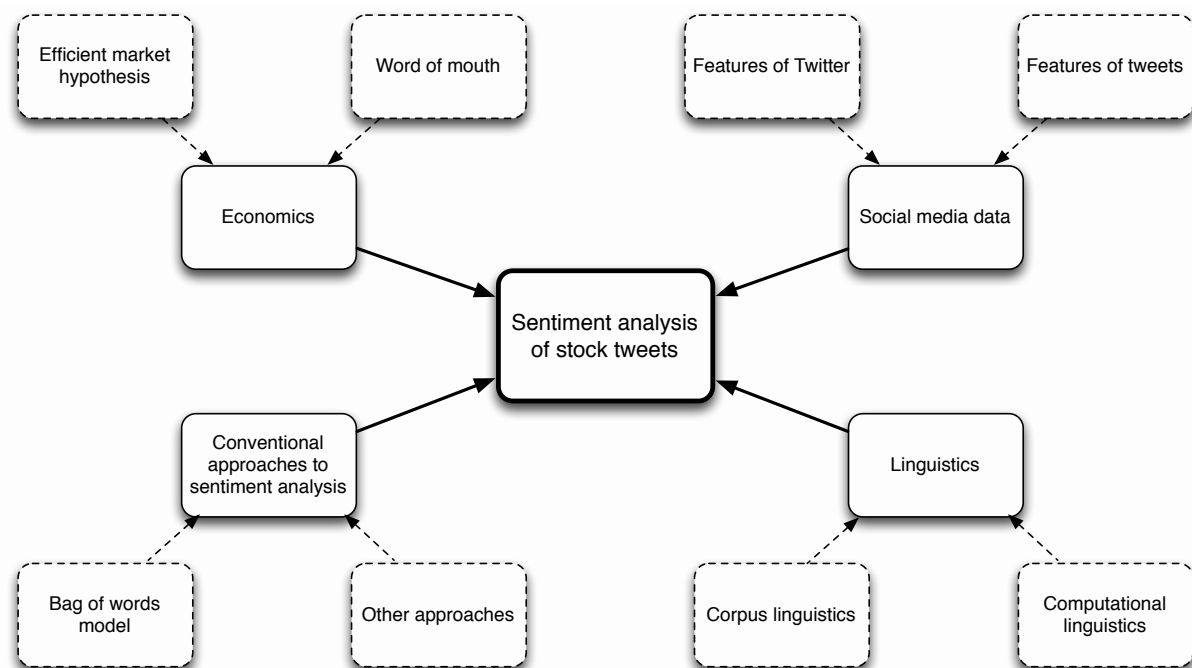 Efficient market
hypothesis
Word of mouth
Features of Twitter
Features of tweets
Economics
Social media data
Sentiment analysis
of stock tweets
Conventional
approaches to
sentiment analysis
Linguistics
Bag of words
model
Other approaches
Corpus linguistics
Computational
linguistics